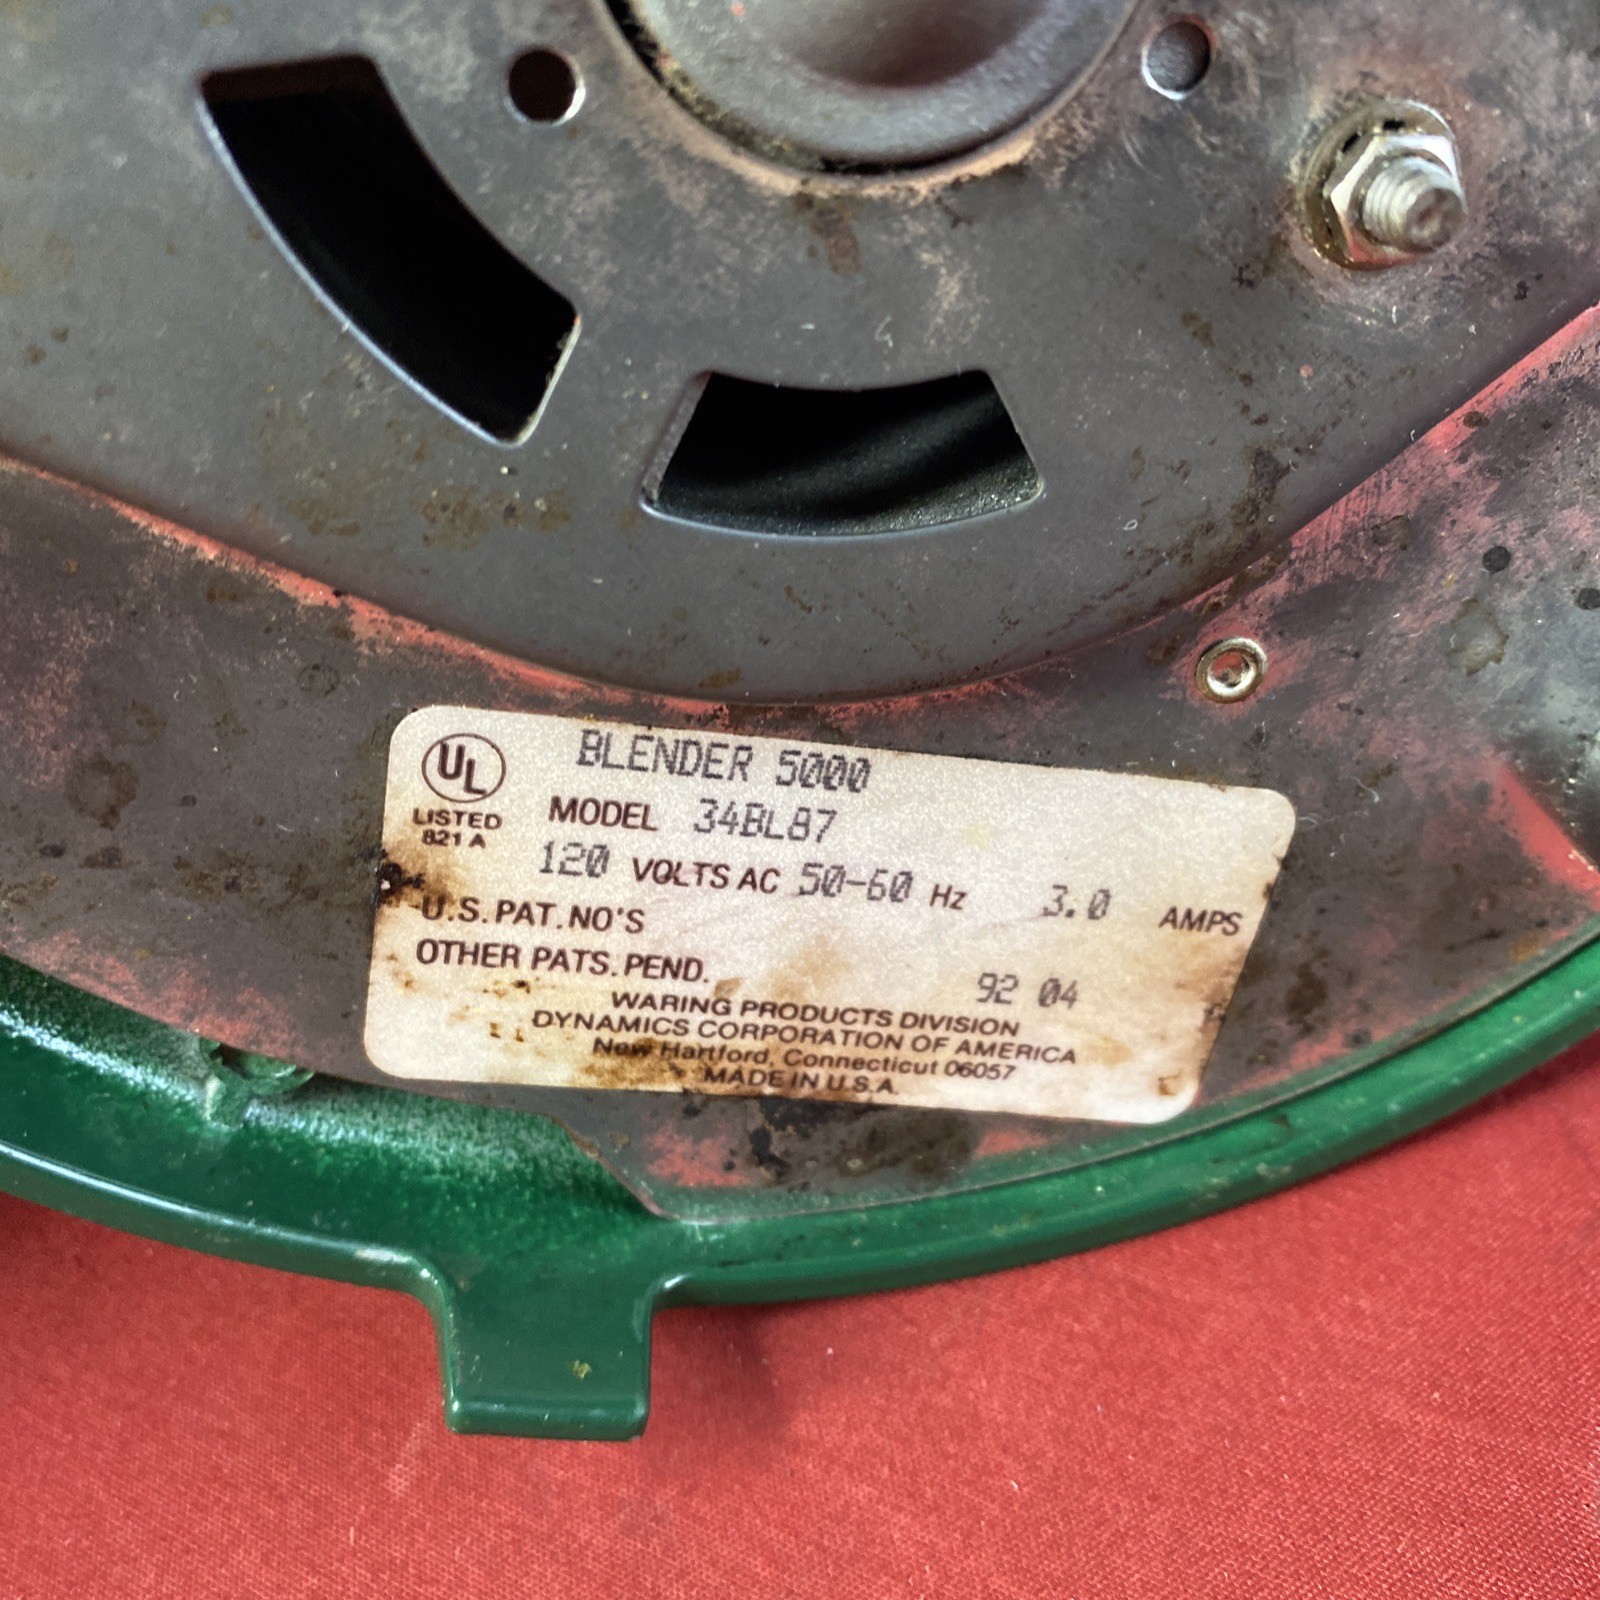 UL
LISTED
821 A
BLENDER 5000
MODEL 34BL87
120 VOLTS AC 50-60 Hz 3.0 AMPS
U.S. PAT. NO'S
OTHER PATS. PEND.
92 04
WARING PRODUCTS DIVISION
DYNAMICS CORPORATION OF AMERICA
New Hartford, Connecticut 06057
MADE IN U.S.A.